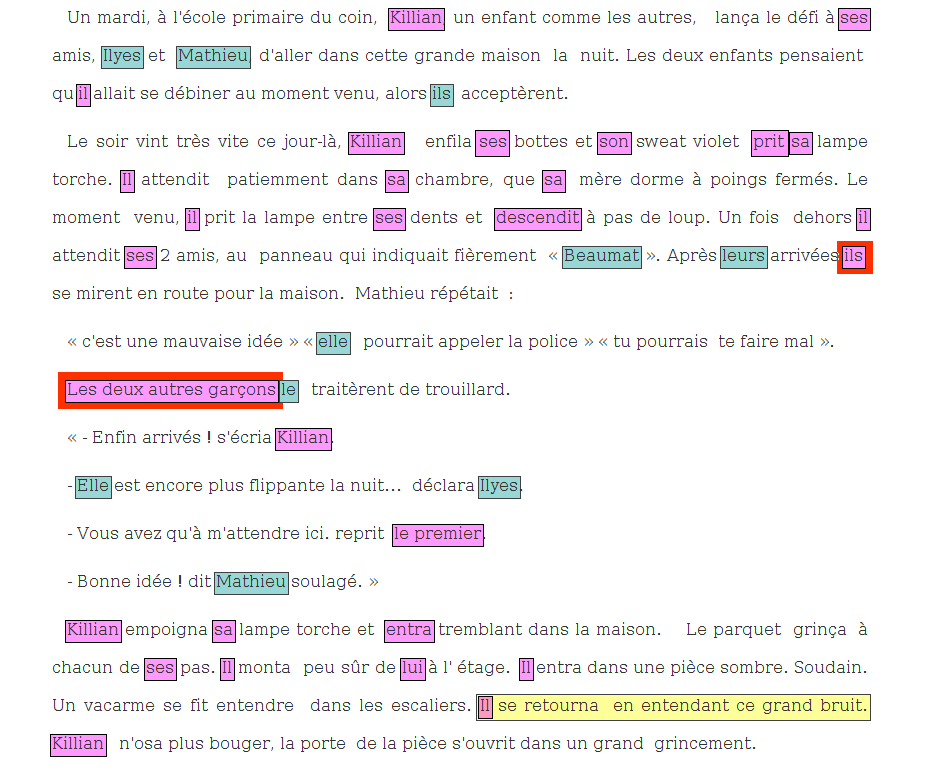 Un mardi, à l'école primaire du coin, Killian un enfant comme les autres, lança le défi à ses
amis, Ilyes et Mathieu d'aller dans cette grande maison la nuit. Les deux enfants pensaient
qu il allait se débiner au moment venu, alors ils acceptèrent.
Le soir vint très vite ce jour-là, Killian enfila ses bottes et son sweat violet prit sa lampe
torche. Il attendit patiemment dans sa chambre, que sa mère dorme à poings fermés. Le
moment venu, il prit la lampe entre ses dents et descendit à pas de loup. Un fois dehors il
attendit ses 2 amis, au panneau qui indiquait fièrement « Beaumat ». Après leurs arrivées ils
se mirent en route pour la maison. Mathieu répétait :
« c'est une mauvaise idée » « elle pourrait appeler la police » « tu pourrais te faire mal ».
Les deux autres garçons le traitèrent de trouillard.
« - Enfin arrivés ! s'écria Killian.
- Elle est encore plus flippante la nuit... déclara Ilyes.
- Vous avez qu'à m'attendre ici. reprit le premier.
- Bonne idée ! dit Mathieu soulagé. »
Killian empoigna sa lampe torche et entra tremblant dans la maison. Le parquet grinça à
chacun de ses pas. Il monta peu sûr de lui à l' étage. Il entra dans une pièce sombre. Soudain.
Un vacarme se fit entendre dans les escaliers. Il se retourna en entendant ce grand bruit.
Killian n'osa plus bouger, la porte de la pièce s'ouvrit dans un grand grincement.